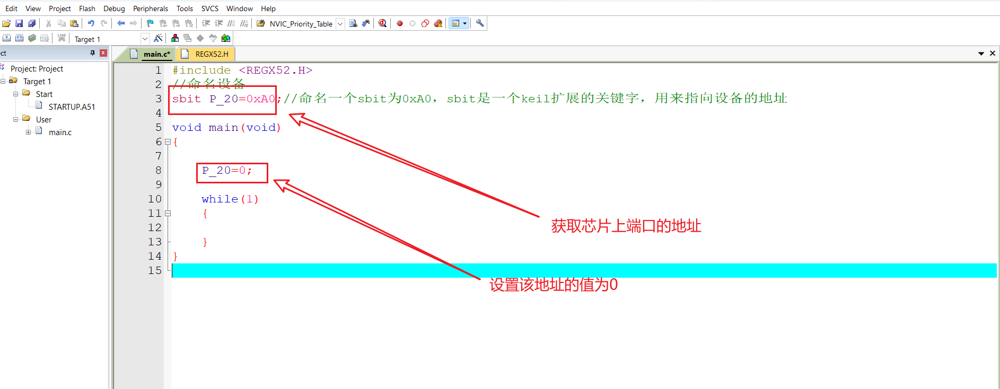 Edit View Project Flash Debug Peripherals Tools SVCS Window Help
NVIC_Priority_Table
LOAD Target 1
ect
main.c* REGX52.H
Project: Project
Target 1
Start
STARTUP.A51
User
main.c
1 #include <REGX52.H>
2 //命名设备
3 sbit P_20=0xA0;//命名一个sbit为0xA0，sbit是一个keil扩展的关键字，用来指向设备的地址
4
5 void main(void)
6 {
7
8 P_20=0;
9
10 while(1)
11 {
12
13 }
14 }
15
获取芯片上端口的地址
设置该地址的值为0